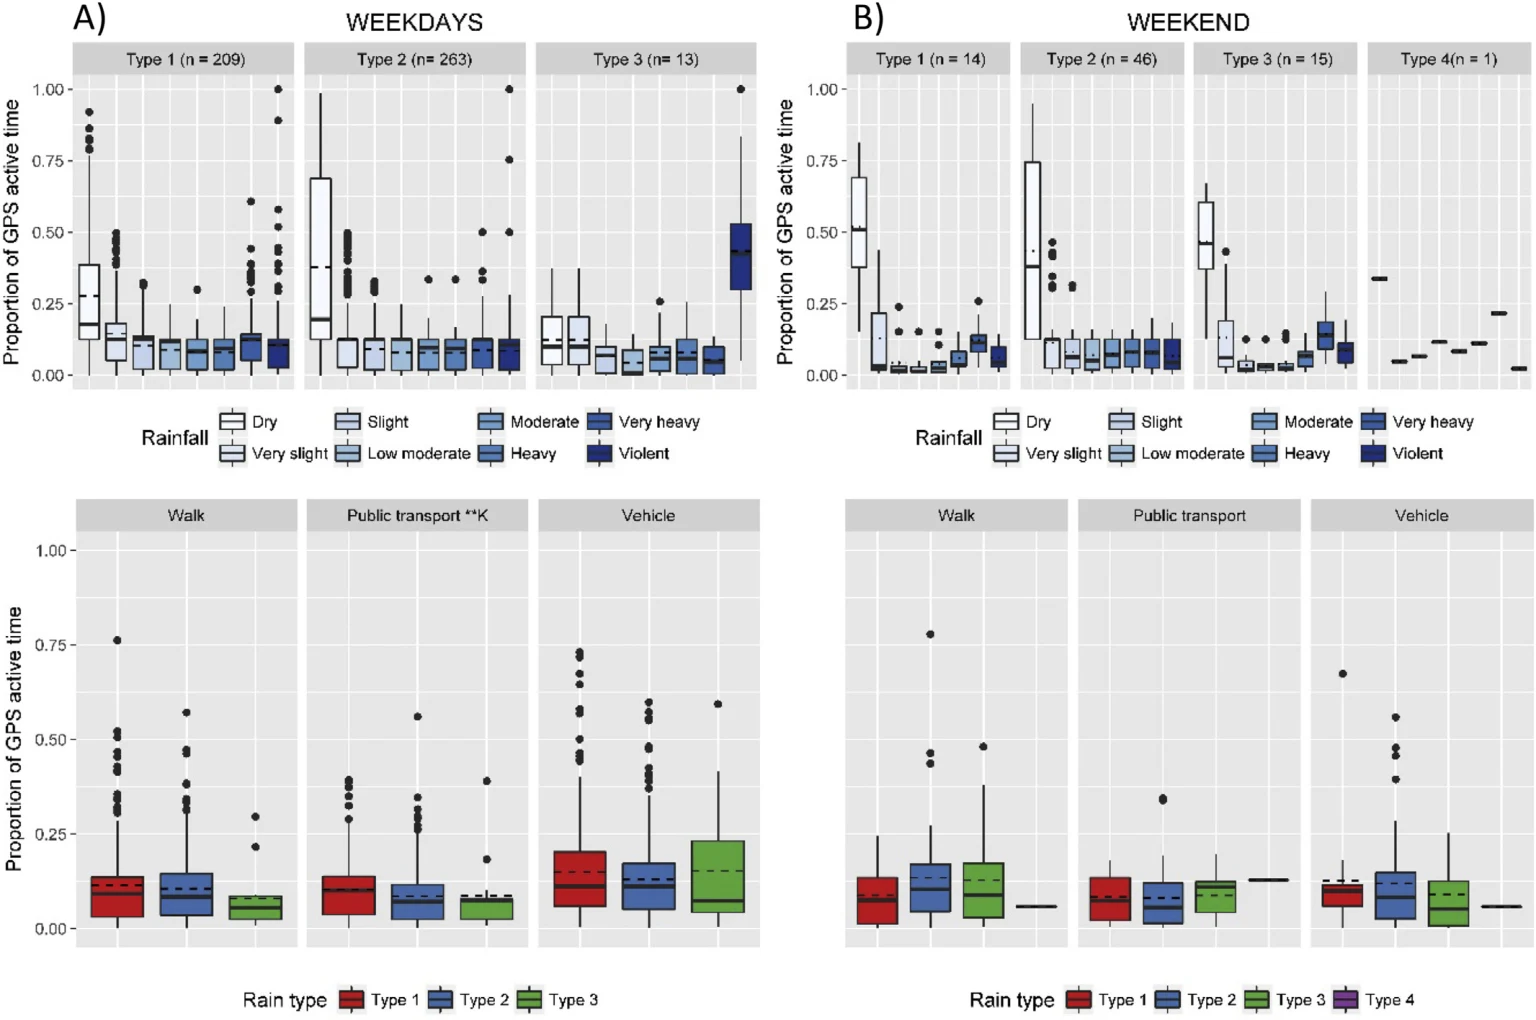 A)
WEEKDAYS
Type 1 (n = 209)
Type 2 (n= 263)
Type 3 (n= 13)
Proportion of GPS active time
1.00
0.75
0.50
0.25
0.00
Rainfall
Dry
Slight
Moderate
Very heavy
Very slight
Low moderate
Heavy
Violent
Walk
Public transport **K
Vehicle
Proportion of GPS active time
1.00
0.75
0.50
0.25
0.00
Rain type
Type 1
Type 2
Type 3
B)
WEEKEND
Type 1 (n = 14)
Type 2 (n = 46)
Type 3 (n = 15)
Type 4(n = 1)
Proportion of GPS active time
1.00
0.75
0.50
0.25
0.00
Rainfall
Dry
Slight
Moderate
Very heavy
Very slight
Low moderate
Heavy
Violent
Walk
Public transport
Vehicle
Rain type
Type 1
Type 2
Type 3
Type 4